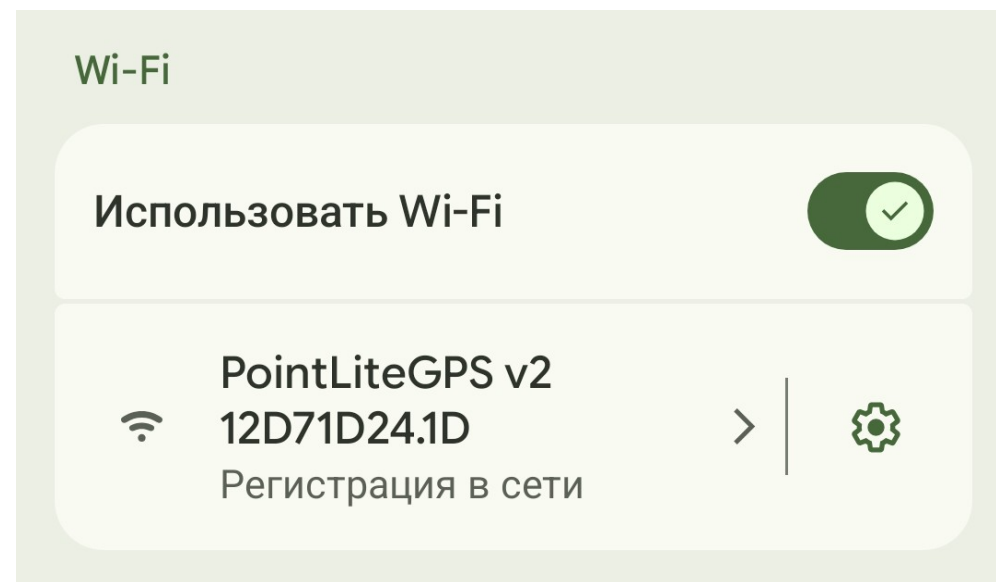 Wi-Fi
Использовать Wi-Fi
PointLiteGPS v2
12D71D24.1D
Регистрация в сети